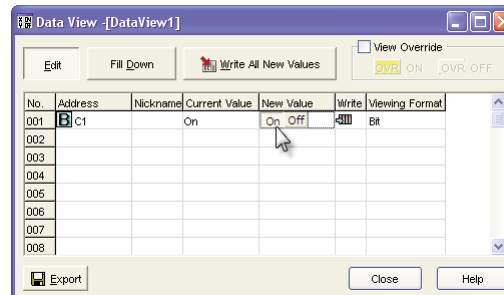 Data View -[DataView1]
Edit Fill Down Write All New Values View Override
OVR ON OVR OFF
No. Address Nickname Current Value New Value Write Viewing Format
001 B C1 On On Off Bit
002
003
004
005
006
007
008
Export Close Help